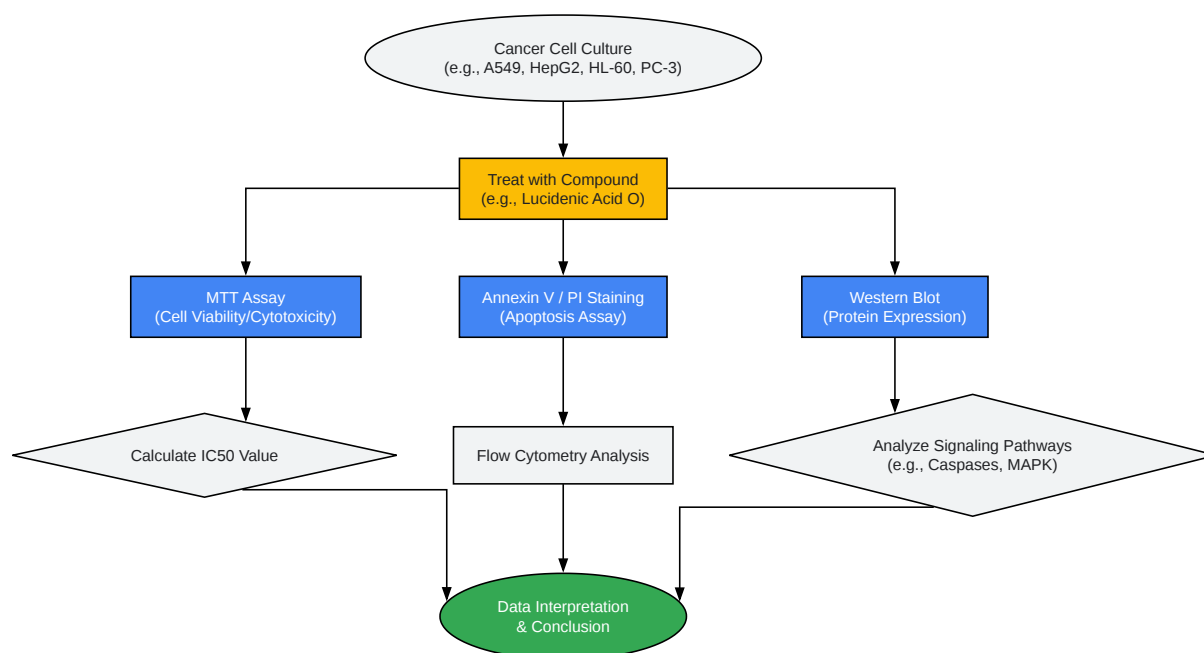 Cancer Cell Culture
(e.g., A549, HepG2, HL-60, PC-3)
Treat with Compound
(e.g., Lucidenic Acid O)
MTT Assay
(Cell Viability/Cytotoxicity)
Annexin V / PI Staining
(Apoptosis Assay)
Western Blot
(Protein Expression)
Calculate IC50 Value
Flow Cytometry Analysis
Analyze Signaling Pathways
(e.g., Caspases, MAPK)
Data Interpretation
& Conclusion